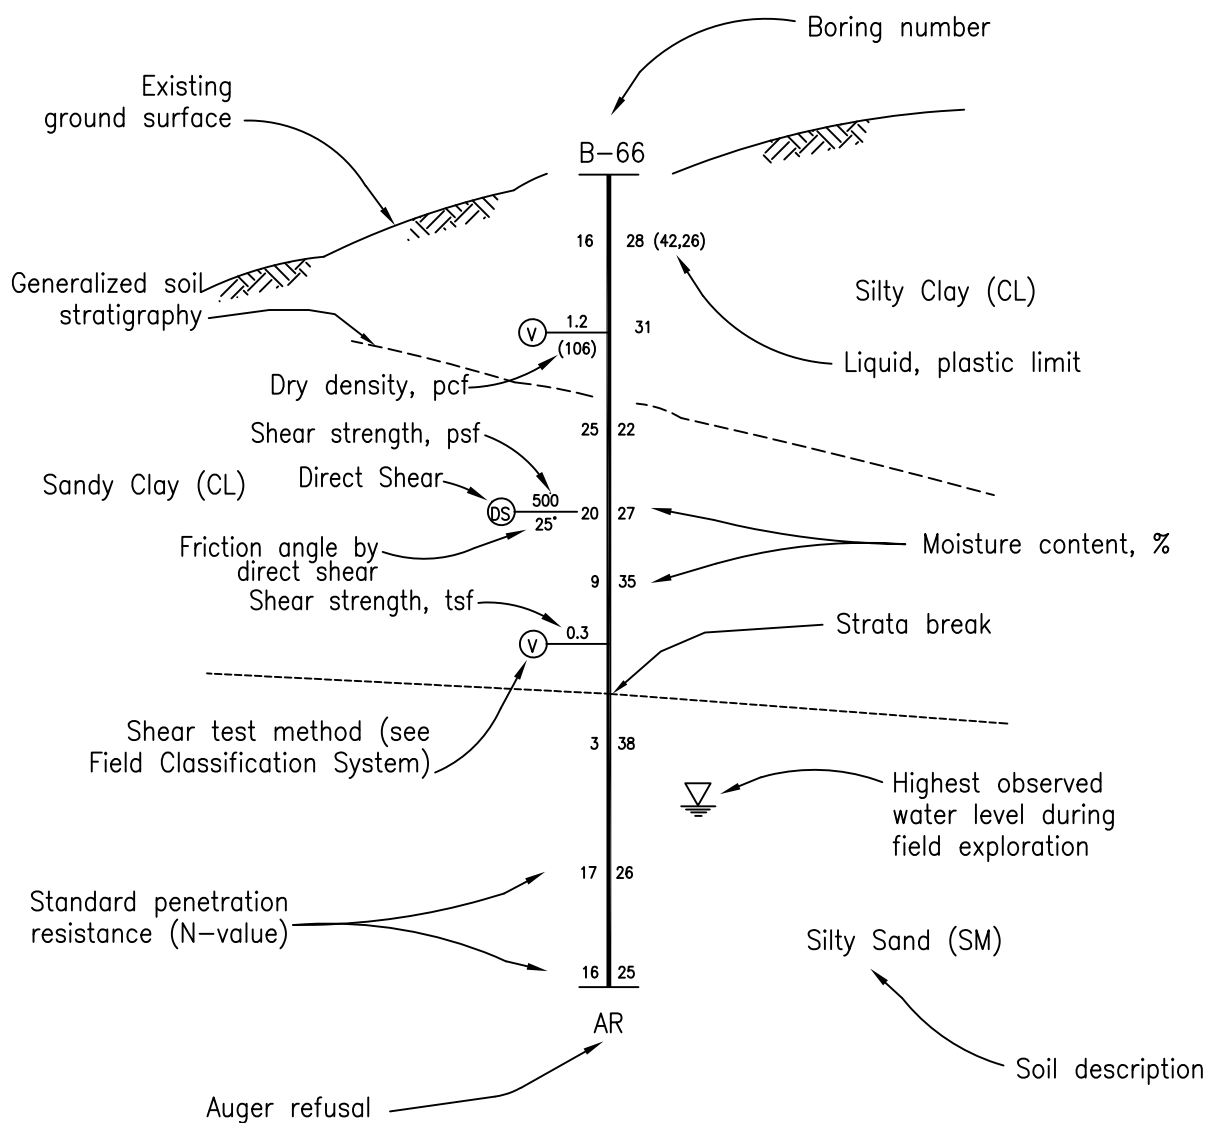 Boring number
Existing
ground surface
B-66
16
28 (42,26)
Generalized soil
stratigraphy
Silty Clay (CL)
V
1.2
(106)
31
Liquid, plastic limit
Dry density, pcf
25
22
Shear strength, psf
Sandy Clay (CL)
Direct Shear
DS
500
25°
20
27
Moisture content, %
Friction angle by
direct shear
9
35
Shear strength, tsf
V
0.3
Strata break
Shear test method (see
Field Classification System)
3
38
Highest observed
water level during
field exploration
17
26
Standard penetration
resistance (N-value)
Silty Sand (SM)
16
25
AR
Soil description
Auger refusal